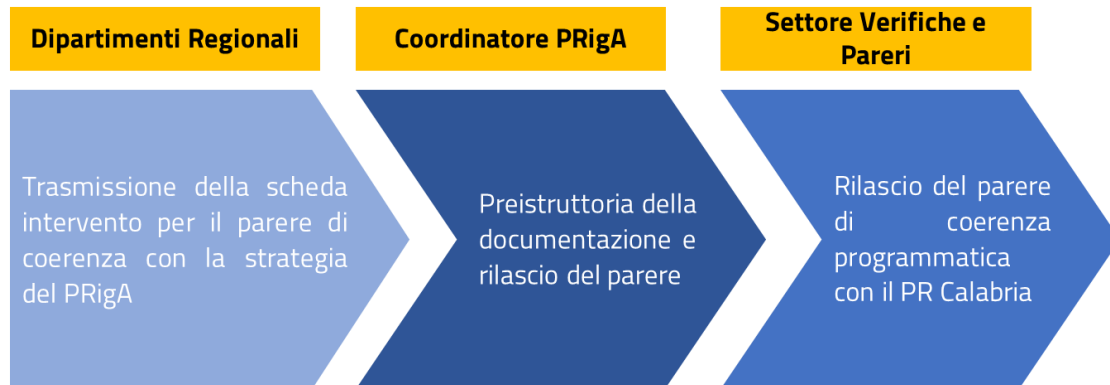 Dipartimenti Regionali
Coordinatore PRigA
Settore Verifiche e
Pareri
Trasmissione della scheda
intervento per il parere di
coerenza con la strategia
del PRigA
Preistruttoria della
documentazione e
rilascio del parere
Rilascio del parere
di coerenza
programmatica
con il PR Calabria